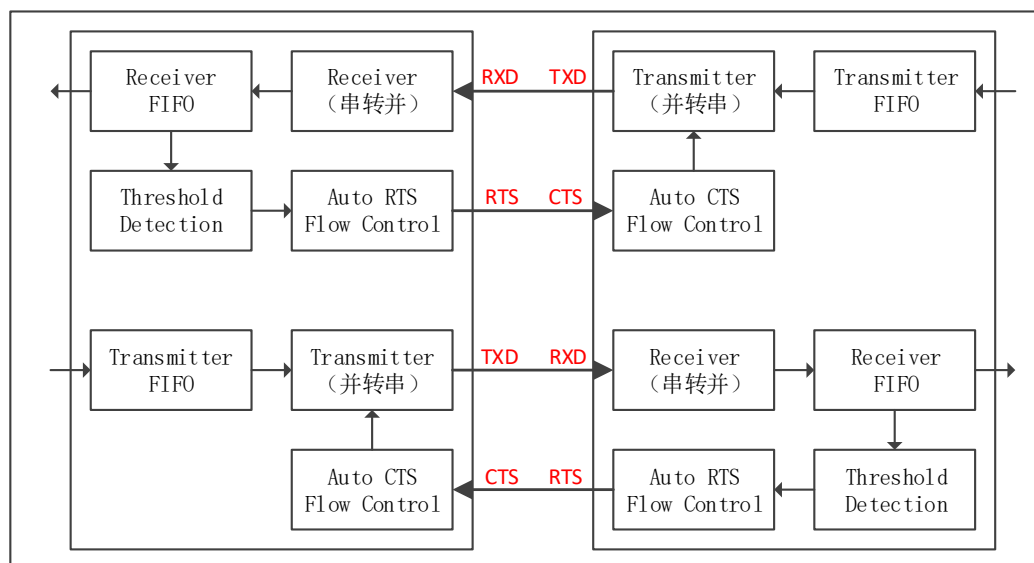 Receiver
FIFO
Receiver
（串转并）
RXD
TXD
Transmitter
（并转串）
Transmitter
FIFO
Threshold
Detection
Auto RTS
Flow Control
RTS
CTS
Auto CTS
Flow Control
Transmitter
FIFO
Transmitter
（并转串）
TXD
RXD
Receiver
（串转并）
Receiver
FIFO
Auto CTS
Flow Control
CTS
RTS
Auto RTS
Flow Control
Threshold
Detection